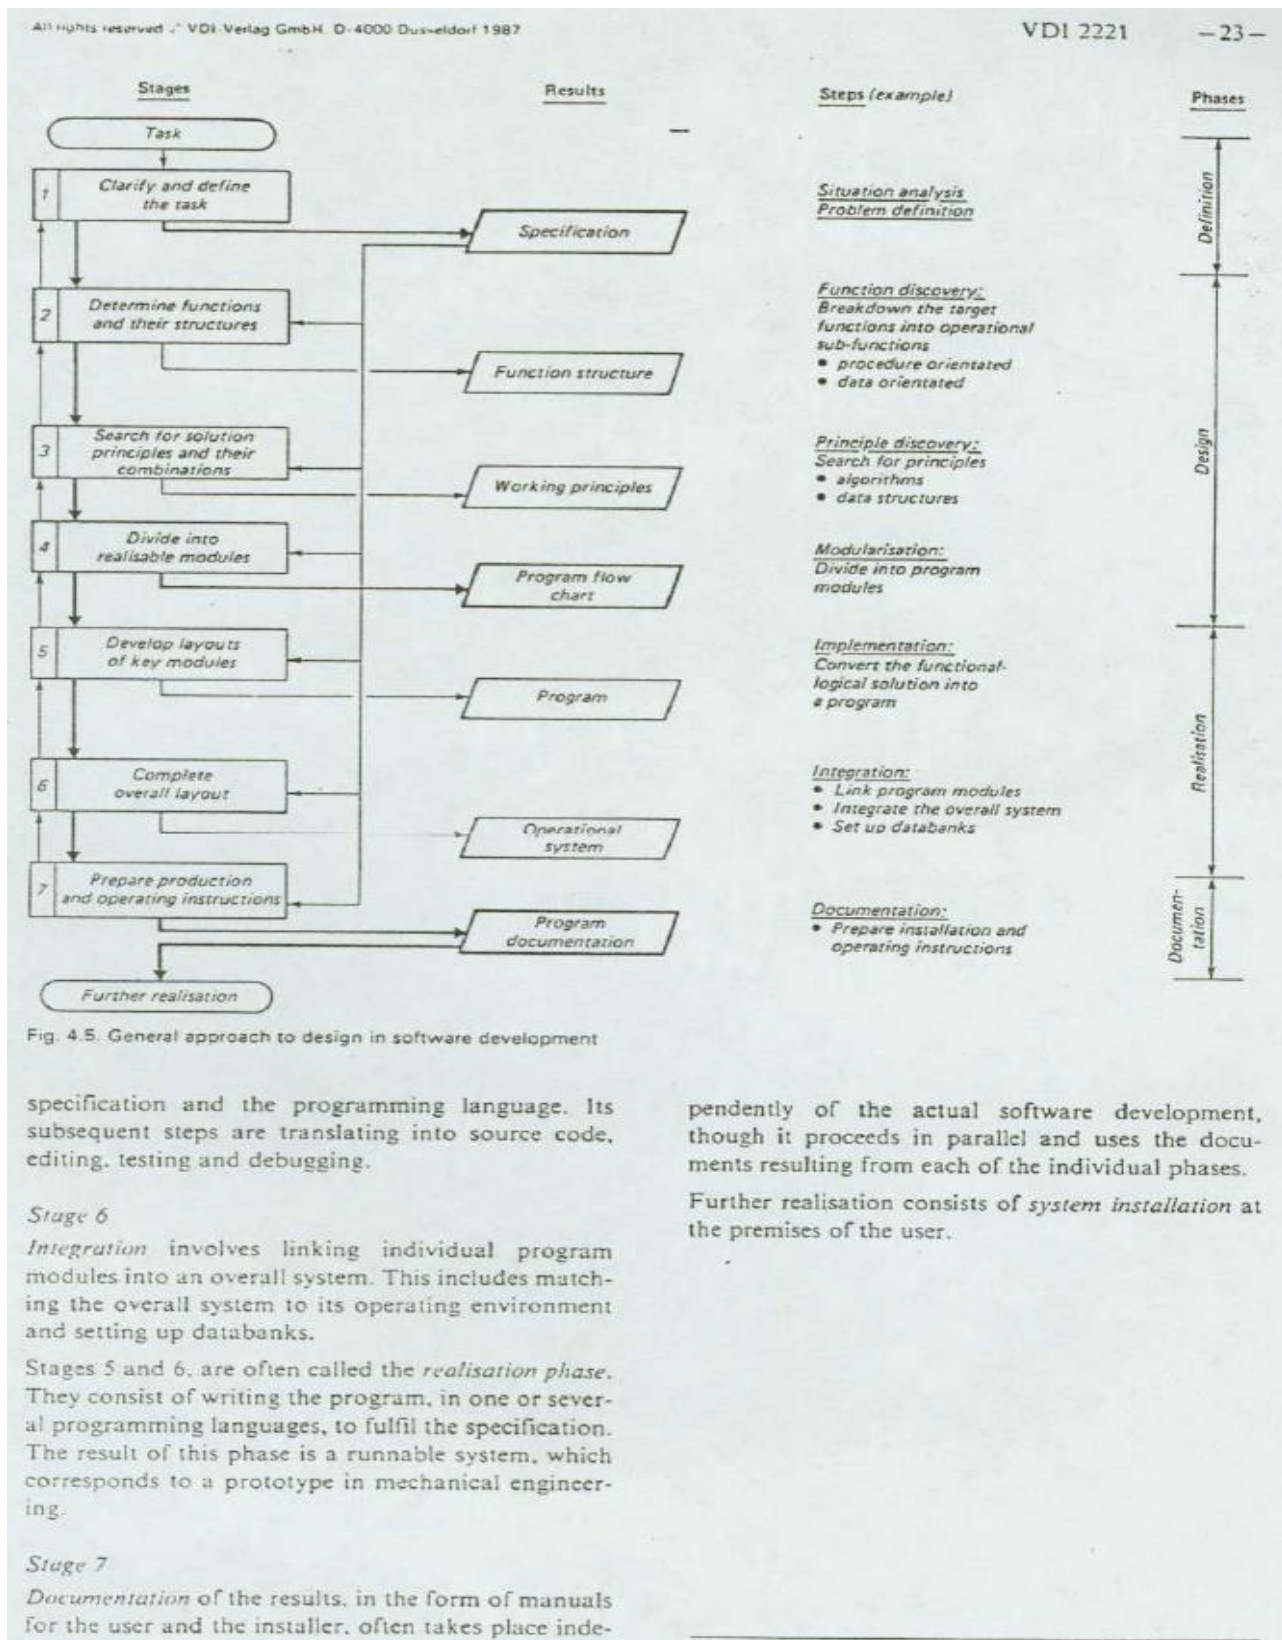 All rights reserved VDI-Verlag GmbH, D-4000 Dusseldorf 1987
VDI 2221 –23–
Stages
Results
Steps (example)
Phases
Task
1
Clarify and define
the task
Specification
Situation analysis
Problem definition
Definition
2
Determine functions
and their structures
Function structure
Function discovery:
Breakdown the target
functions into operational
sub-functions
• procedure orientated
• data orientated
3
Search for solution
principles and their
combinations
Working principles
Principle discovery:
Search for principles
• algorithms
• data structures
Design
4
Divide into
realisable modules
Program flow
chart
Modularisation:
Divide into program
modules
5
Develop layouts
of key modules
Program
Implementation:
Convert the functional-
logical solution into
a program
Realisation
6
Complete
overall layout
Operational
system
Integration:
• Link program modules
• Integrate the overall system
• Set up databanks
7
Prepare production
and operating instructions
Program
documentation
Documentation:
• Prepare installation and
operating instructions
Documen-
tation
Further realisation
Fig. 4.5. General approach to design in software development
specification and the programming language. Its
subsequent steps are translating into source code,
editing, testing and debugging.
Stage 6
Integration involves linking individual program
modules into an overall system. This includes match-
ing the overall system to its operating environment
and setting up databanks.
Stages 5 and 6, are often called the realisation phase.
They consist of writing the program, in one or sever-
al programming languages, to fulfil the specification.
The result of this phase is a runnable system, which
corresponds to a prototype in mechanical engineer-
ing.
Stage 7
Documentation of the results, in the form of manuals
for the user and the installer, often takes place inde-
pendently of the actual software development,
though it proceeds in parallel and uses the docu-
ments resulting from each of the individual phases.
Further realisation consists of system installation at
the premises of the user.